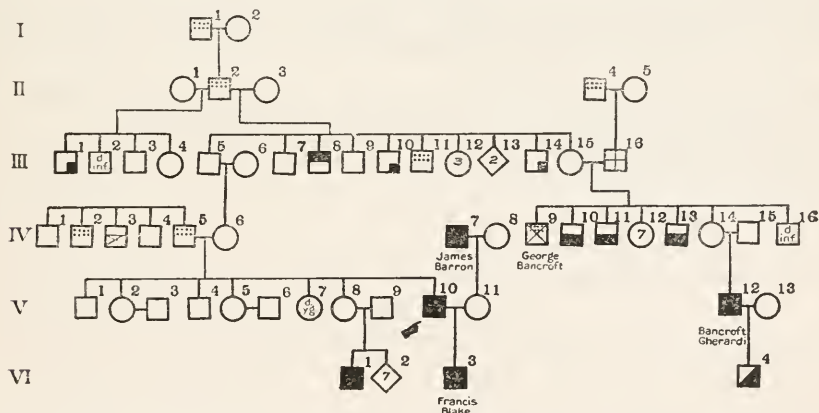 I 1 2
II 1 2 3 4 5
III 1 2 3 4 5 6 7 8 9 10 11 12 13 14 15 16
d inf 3 2
IV 1 2 3 4 5 6 7 8 9 10 11 12 13 14 15 16
7 d inf
James Barron
George Bancroft
V 1 2 3 4 5 6 7 8 9 10 11 12 13
d yg
Bancroft Gherardi
VI 1 2 3 4
7
Francis Blake